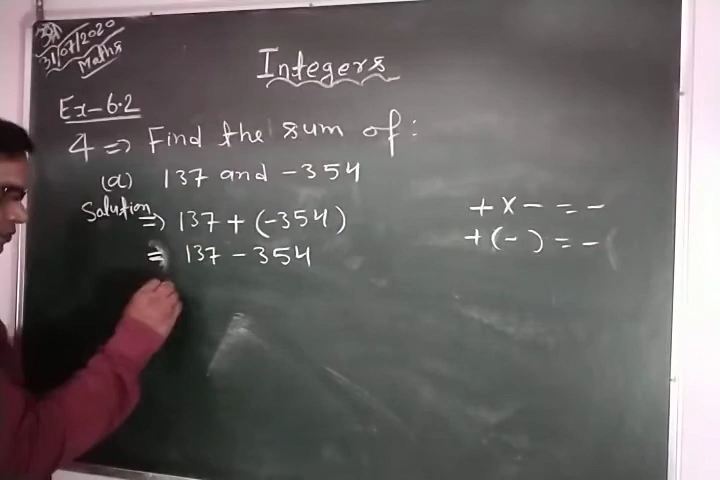 31/07/2020
Maths
Integers
Ex-6.2
4 => Find the sum of:
(a) 137 and -354
Solution => 137 + (-354)
= 137 - 354
+ x - = -
+ (-) = -